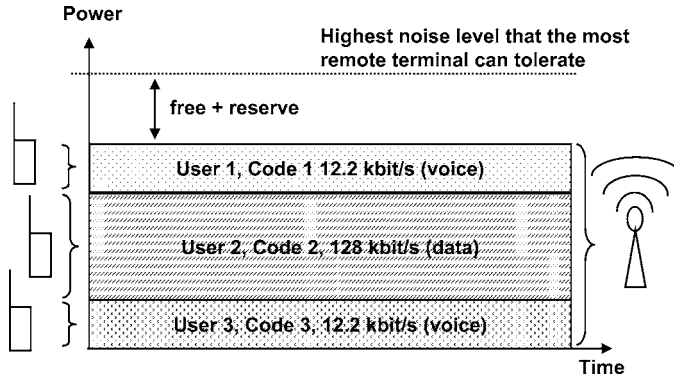 Power
Highest noise level that the most
remote terminal can tolerate
free + reserve
User 1, Code 1 12.2 kbit/s (voice)
User 2, Code 2, 128 kbit/s (data)
User 3, Code 3, 12.2 kbit/s (voice)
Time